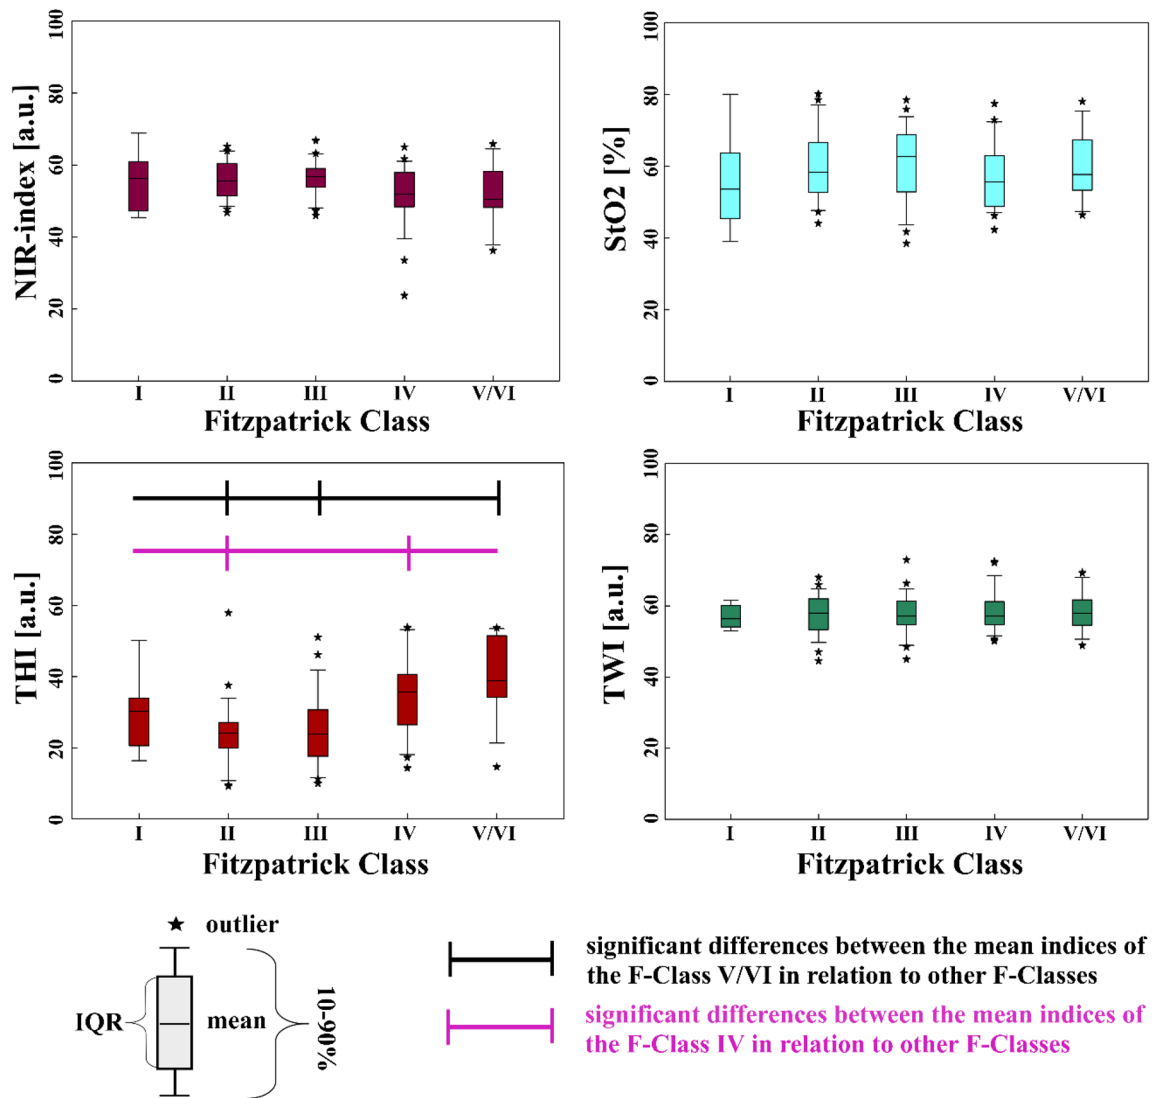 NIR-index [a.u.]
100
80
60
40
20
0
I II III IV V/VI
Fitzpatrick Class
StO2 [%]
100
80
60
40
20
0
I II III IV V/VI
Fitzpatrick Class
THI [a.u.]
100
80
60
40
20
0
I II III IV V/VI
Fitzpatrick Class
TWI [a.u.]
100
80
60
40
20
0
I II III IV V/VI
Fitzpatrick Class
outlier
IQR
mean
10-90%
significant differences between the mean indices of
the F-Class V/VI in relation to other F-Classes
significant differences between the mean indices of
the F-Class IV in relation to other F-Classes